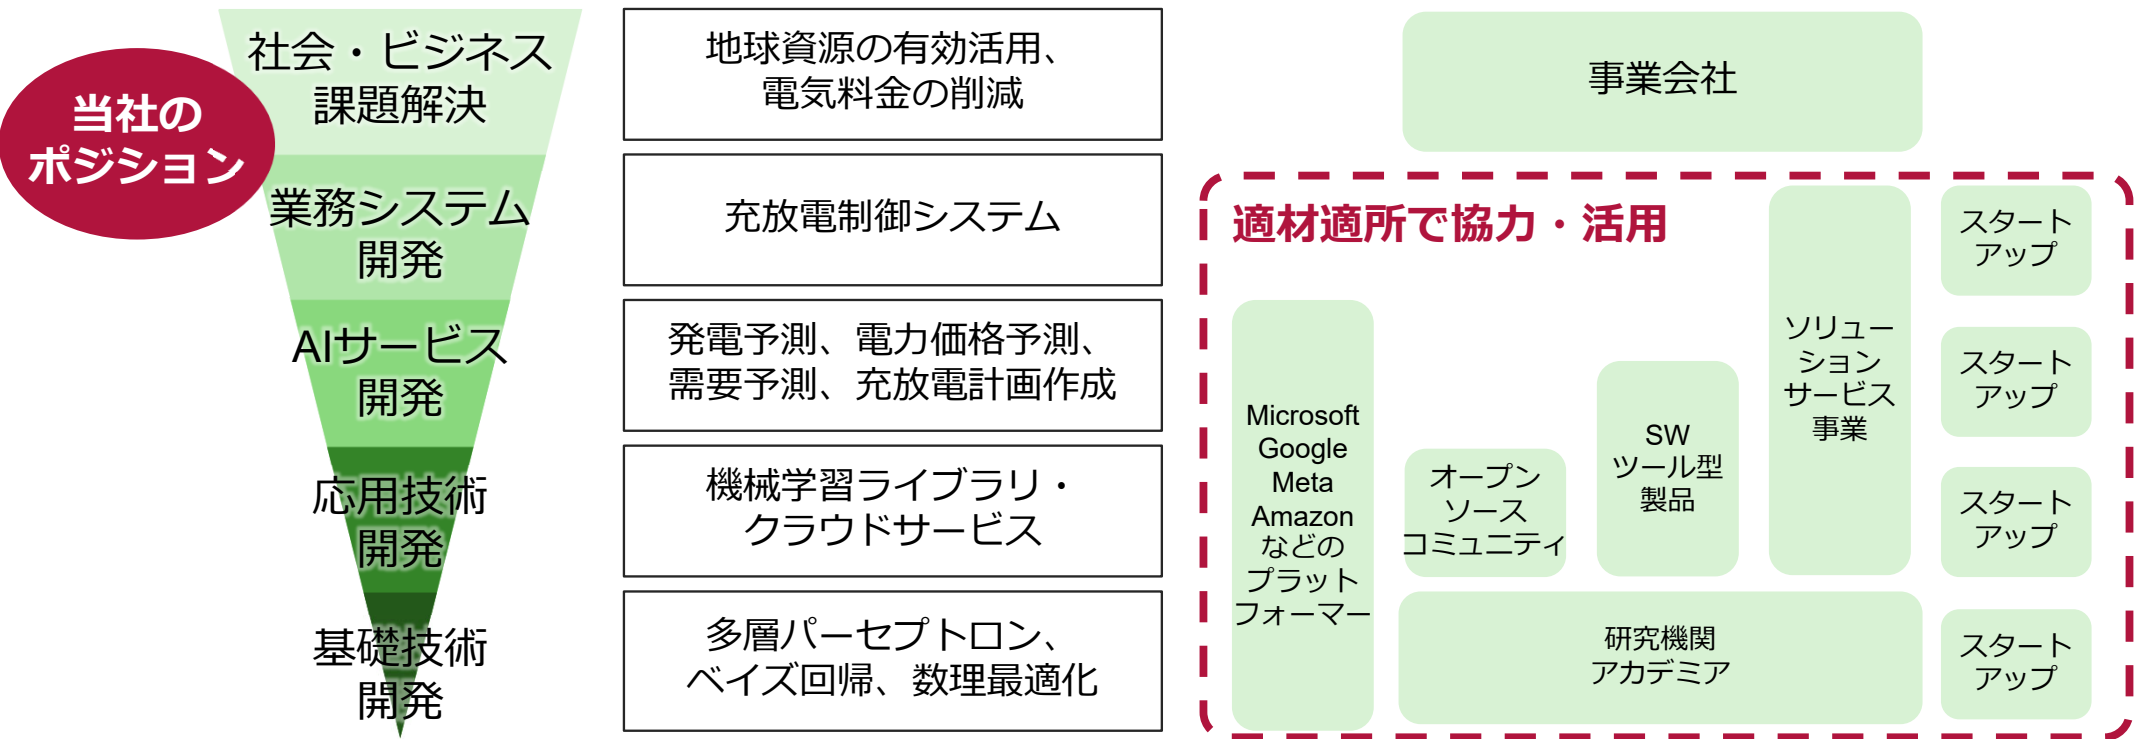 当社の
ポジション
社会・ビジネス
課題解決
業務システム
開発
AIサービス
開発
応用技術
開発
基礎技術
開発
地球資源の有効活用、
電気料金の削減
充放電制御システム
発電予測、電力価格予測、
需要予測、充放電計画作成
機械学習ライブラリ・
クラウドサービス
多層パーセプトロン、
ベイズ回帰、数理最適化
事業会社
適材適所で協力・活用
Microsoft
Google
Meta
Amazon
などの
プラット
フォーマー
オープン
ソース
コミュニティ
SW
ツール型
製品
ソリュー
ション
サービス
事業
研究機関
アカデミア
スタート
アップ
スタート
アップ
スタート
アップ
スタート
アップ